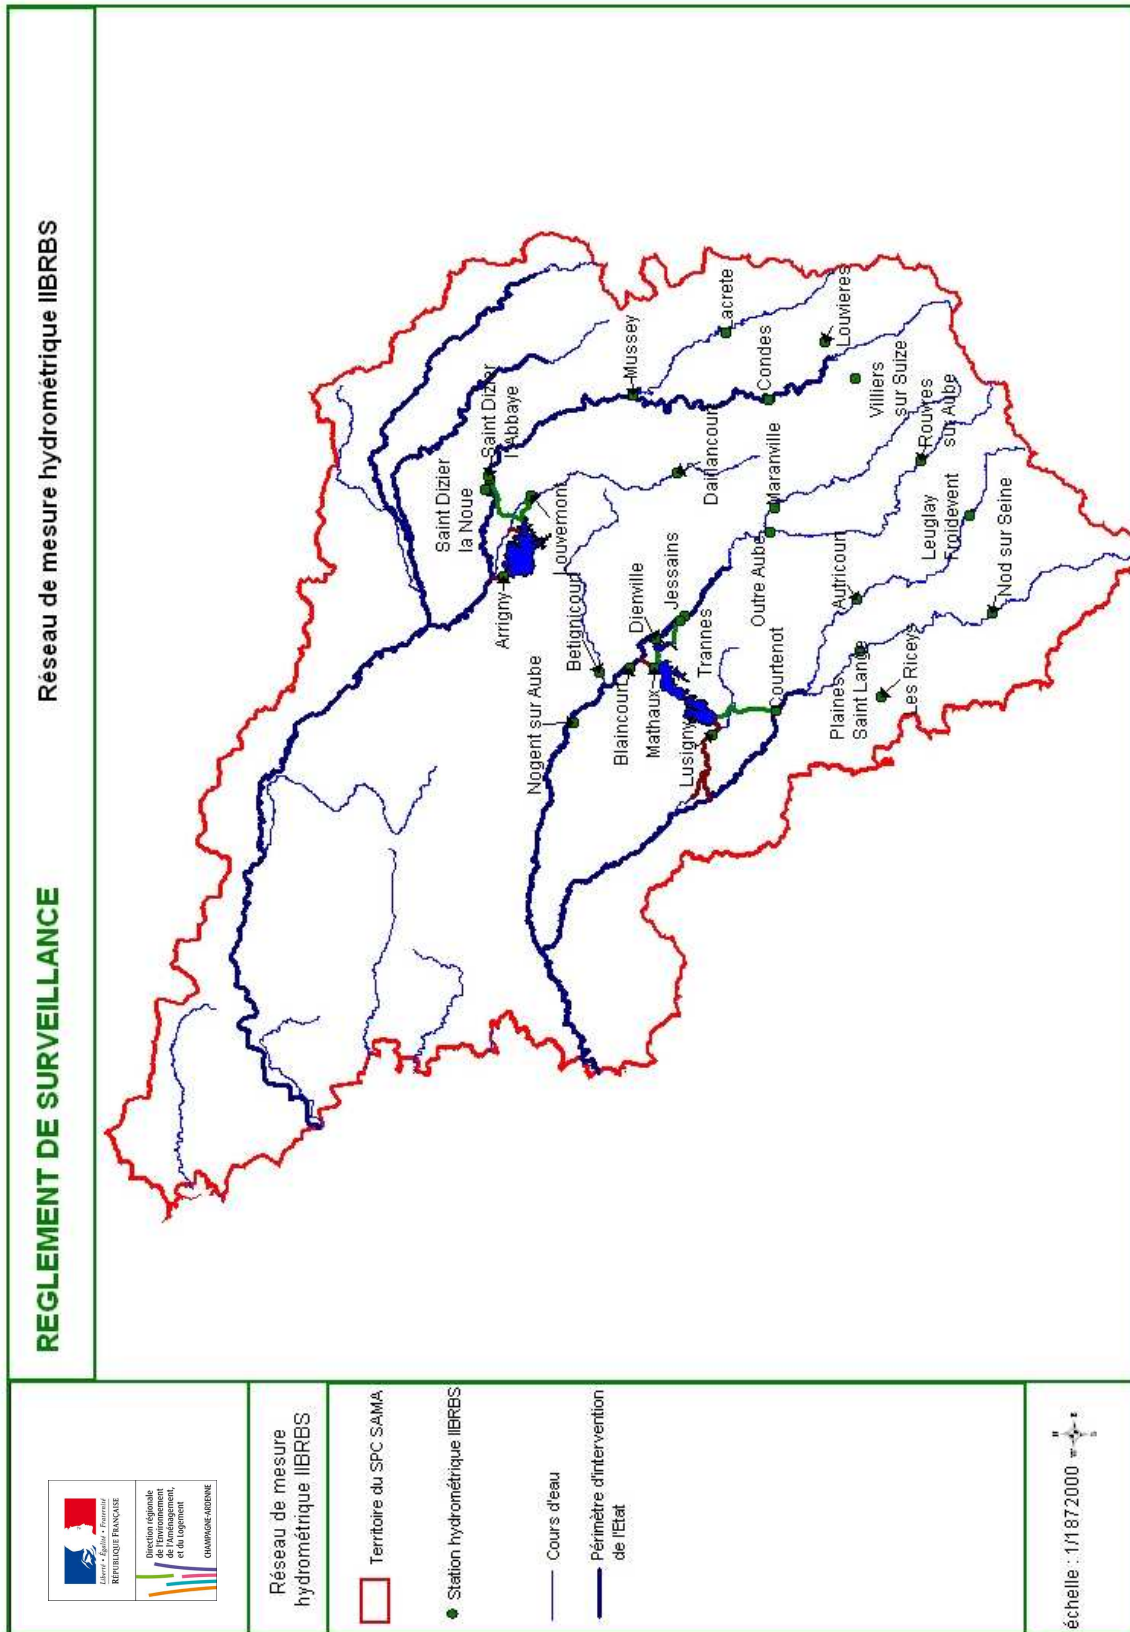 REGLEMENT DE SURVEILLANCE
Réseau de mesure hydrométrique IIBRBS
Liberté • Égalité • Fraternité
RÉPUBLIQUE FRANÇAISE
Direction régionale
de l'Environnement
de l'Aménagement,
et du Logement
CHAMPAGNE-ARDENNE
Réseau de mesure
hydrométrique IIBRBS
Territoire du SPC SAMA
Station hydrométrique IIBRBS
Cours d'eau
Périmètre d'intervention
de l'Etat
échelle : 1/1872000
N
W
E
S
Saint Dizier
la Noue
Saint Dizier
l'Abbaye
Arrigny
Louvemont
Mussey
Lacrete
Betignicourt
Nogent sur Aube
Blaincourt
Mathaux
Dienville
Jessains
Trannes
Lusigny
Courtenot
Daillancourt
Maranville
Condes
Louvieres
Villiers
sur Suize
Outre Aube
Rouvres
sur Aube
Autricourt
Leuglay
Froidevent
Plaines
Saint Lange
Les Riceys
Nod sur Seine